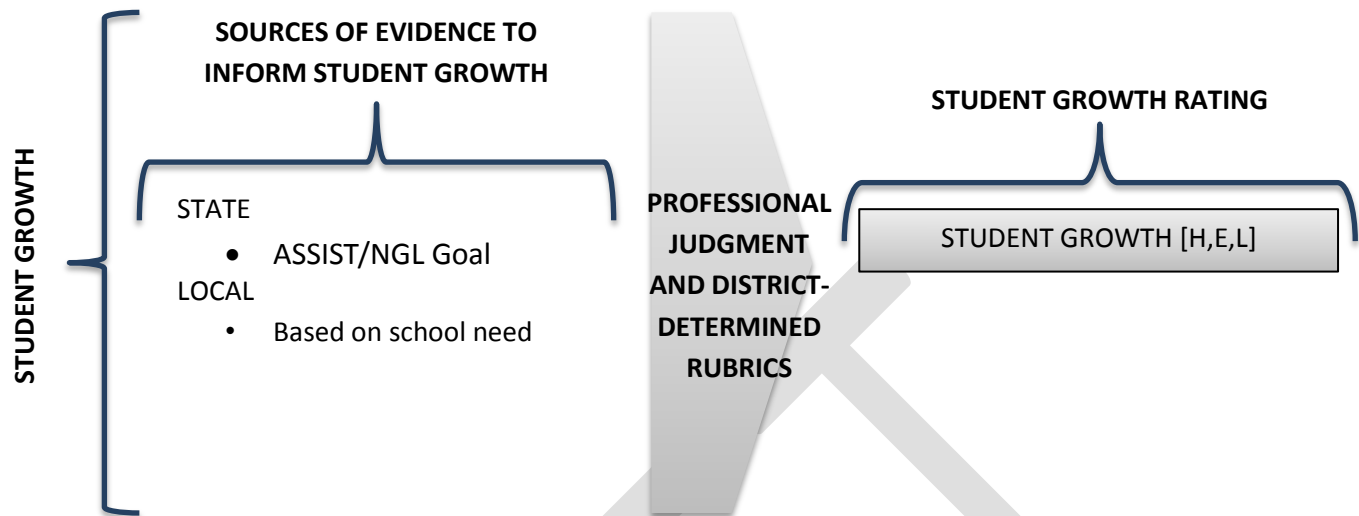 SOURCES OF EVIDENCE TO
INFORM STUDENT GROWTH
STUDENT GROWTH RATING
STUDENT GROWTH
STATE
● ASSIST/NGL Goal
LOCAL
• Based on school need
PROFESSIONAL
JUDGMENT
AND DISTRICT-
DETERMINED
RUBRICS
STUDENT GROWTH [H,E,L]